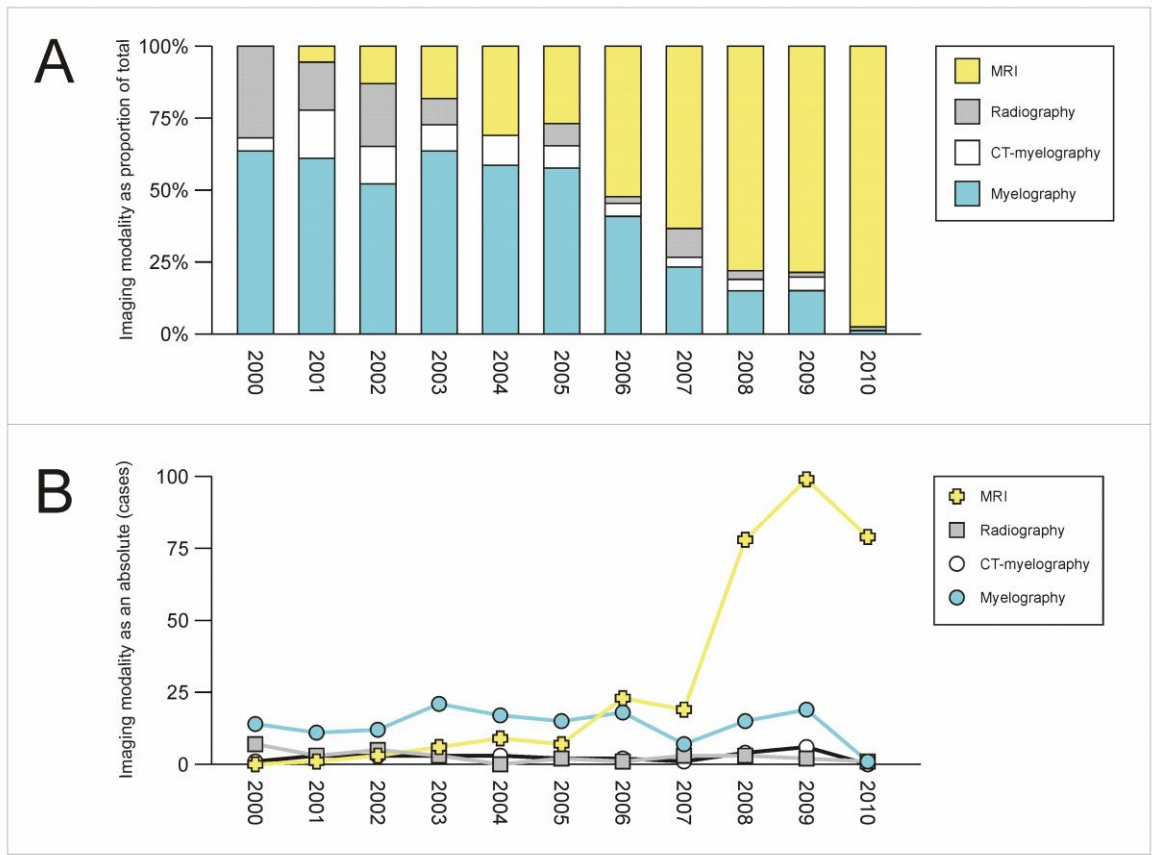 A
Imaging modality as proportion of total
100%
75%
50%
25%
0%
2000
2001
2002
2003
2004
2005
2006
2007
2008
2009
2010
MRI
Radiography
CT-myelography
Myelography
B
Imaging modality as an absolute (cases)
100
75
50
25
0
2000
2001
2002
2003
2004
2005
2006
2007
2008
2009
2010
MRI
Radiography
CT-myelography
Myelography